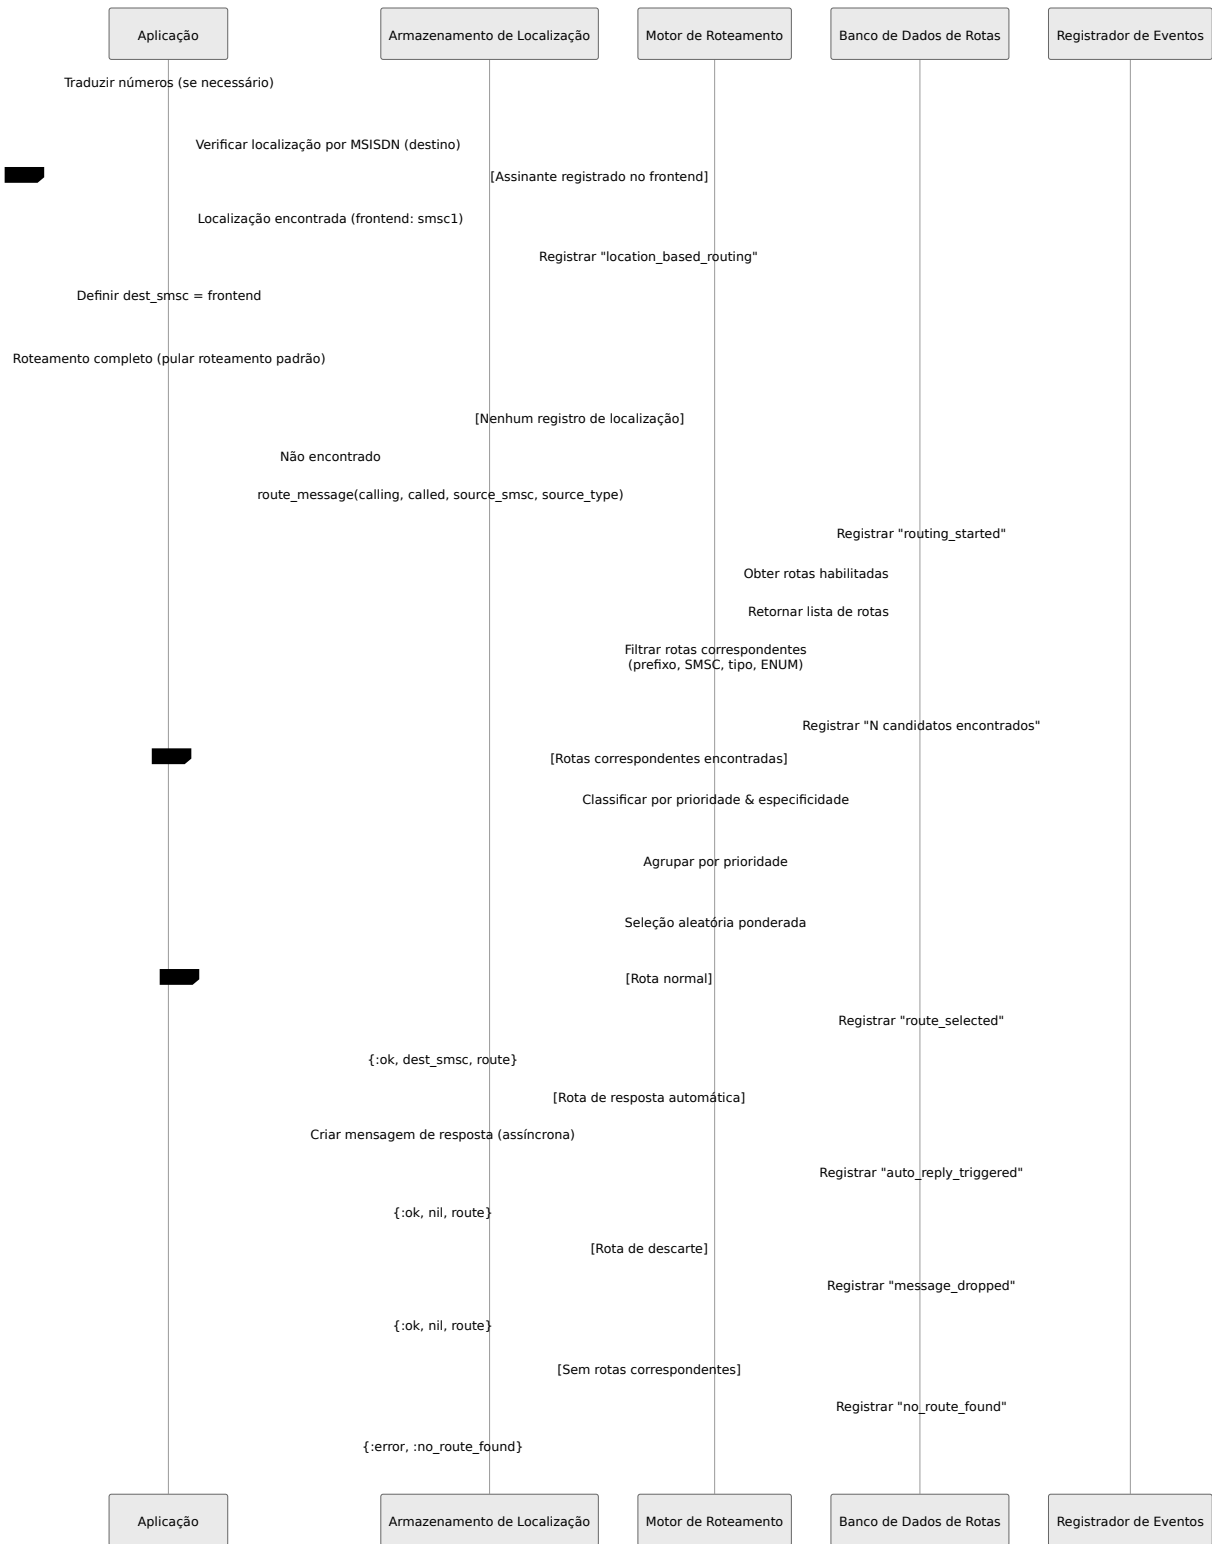 Aplicação
Armazenamento de Localização
Motor de Roteamento
Banco de Dados de Rotas
Registrador de Eventos
Traduzir números (se necessário)
Verificar localização por MSISDN (destino)
[Assinante registrado no frontend]
Localização encontrada (frontend: smsc1)
Registrar "location_based_routing"
Definir dest_smsc = frontend
Roteamento completo (pular roteamento padrão)
[Nenhum registro de localização]
Não encontrado
route_message(calling, called, source_smsc, source_type)
Registrar "routing_started"
Obter rotas habilitadas
Retornar lista de rotas
Filtrar rotas correspondentes
(prefixo, SMSC, tipo, ENUM)
Registrar "N candidatos encontrados"
[Rotas correspondentes encontradas]
Classificar por prioridade & especificidade
Agrupar por prioridade
Seleção aleatória ponderada
[Rota normal]
Registrar "route_selected"
{:ok, dest_smsc, route}
[Rota de resposta automática]
Criar mensagem de resposta (assíncrona)
Registrar "auto_reply_triggered"
{:ok, nil, route}
[Rota de descarte]
Registrar "message_dropped"
{:ok, nil, route}
[Sem rotas correspondentes]
Registrar "no_route_found"
{:error, :no_route_found}
Aplicação
Armazenamento de Localização
Motor de Roteamento
Banco de Dados de Rotas
Registrador de Eventos